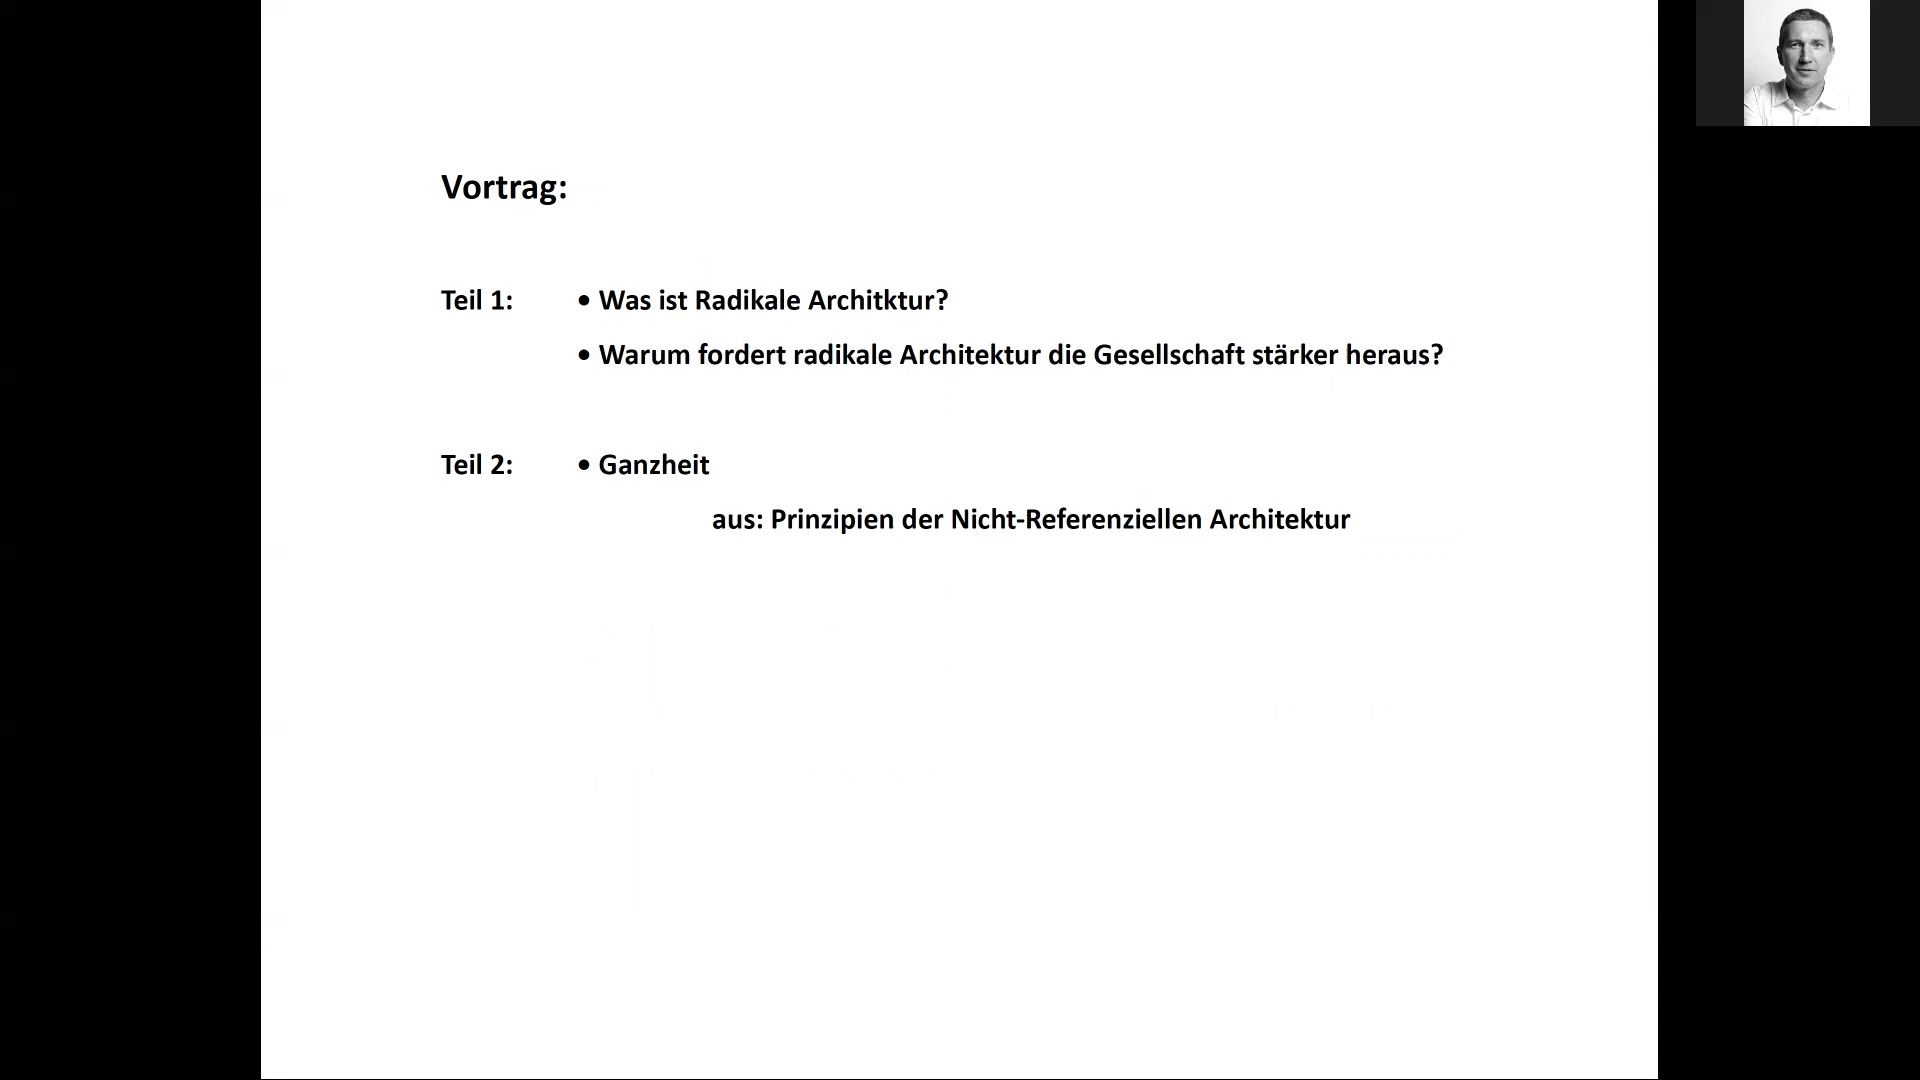 Vortrag:
Teil 1: • Was ist Radikale Architktur?
• Warum fordert radikale Architektur die Gesellschaft stärker heraus?
Teil 2: • Ganzheit
aus: Prinzipien der Nicht-Referenziellen Architektur